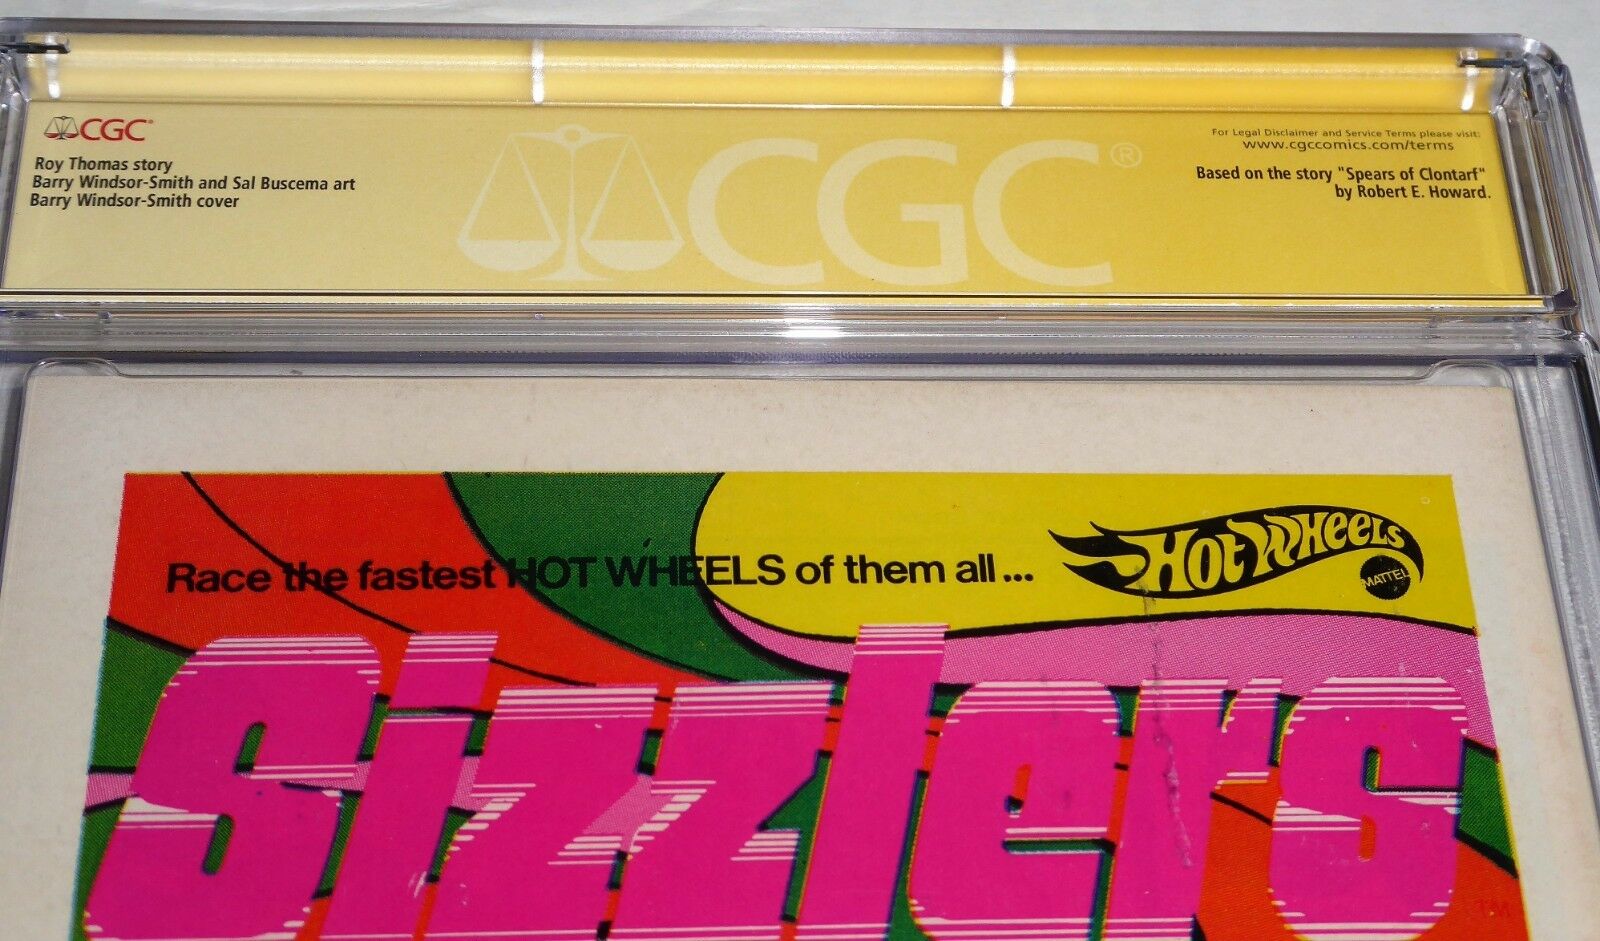 CGC
Roy Thomas story
Barry Windsor-Smith and Sal Buscema art
Barry Windsor-Smith cover
CGC®
For Legal Disclaimer and Service Terms please visit:
www.cgccomics.com/terms
Based on the story "Spears of Clontarf"
by Robert E. Howard.
Race the fastest HOT WHEELS of them all...
Hot Wheels
MATTEL
Sizzlers
TM